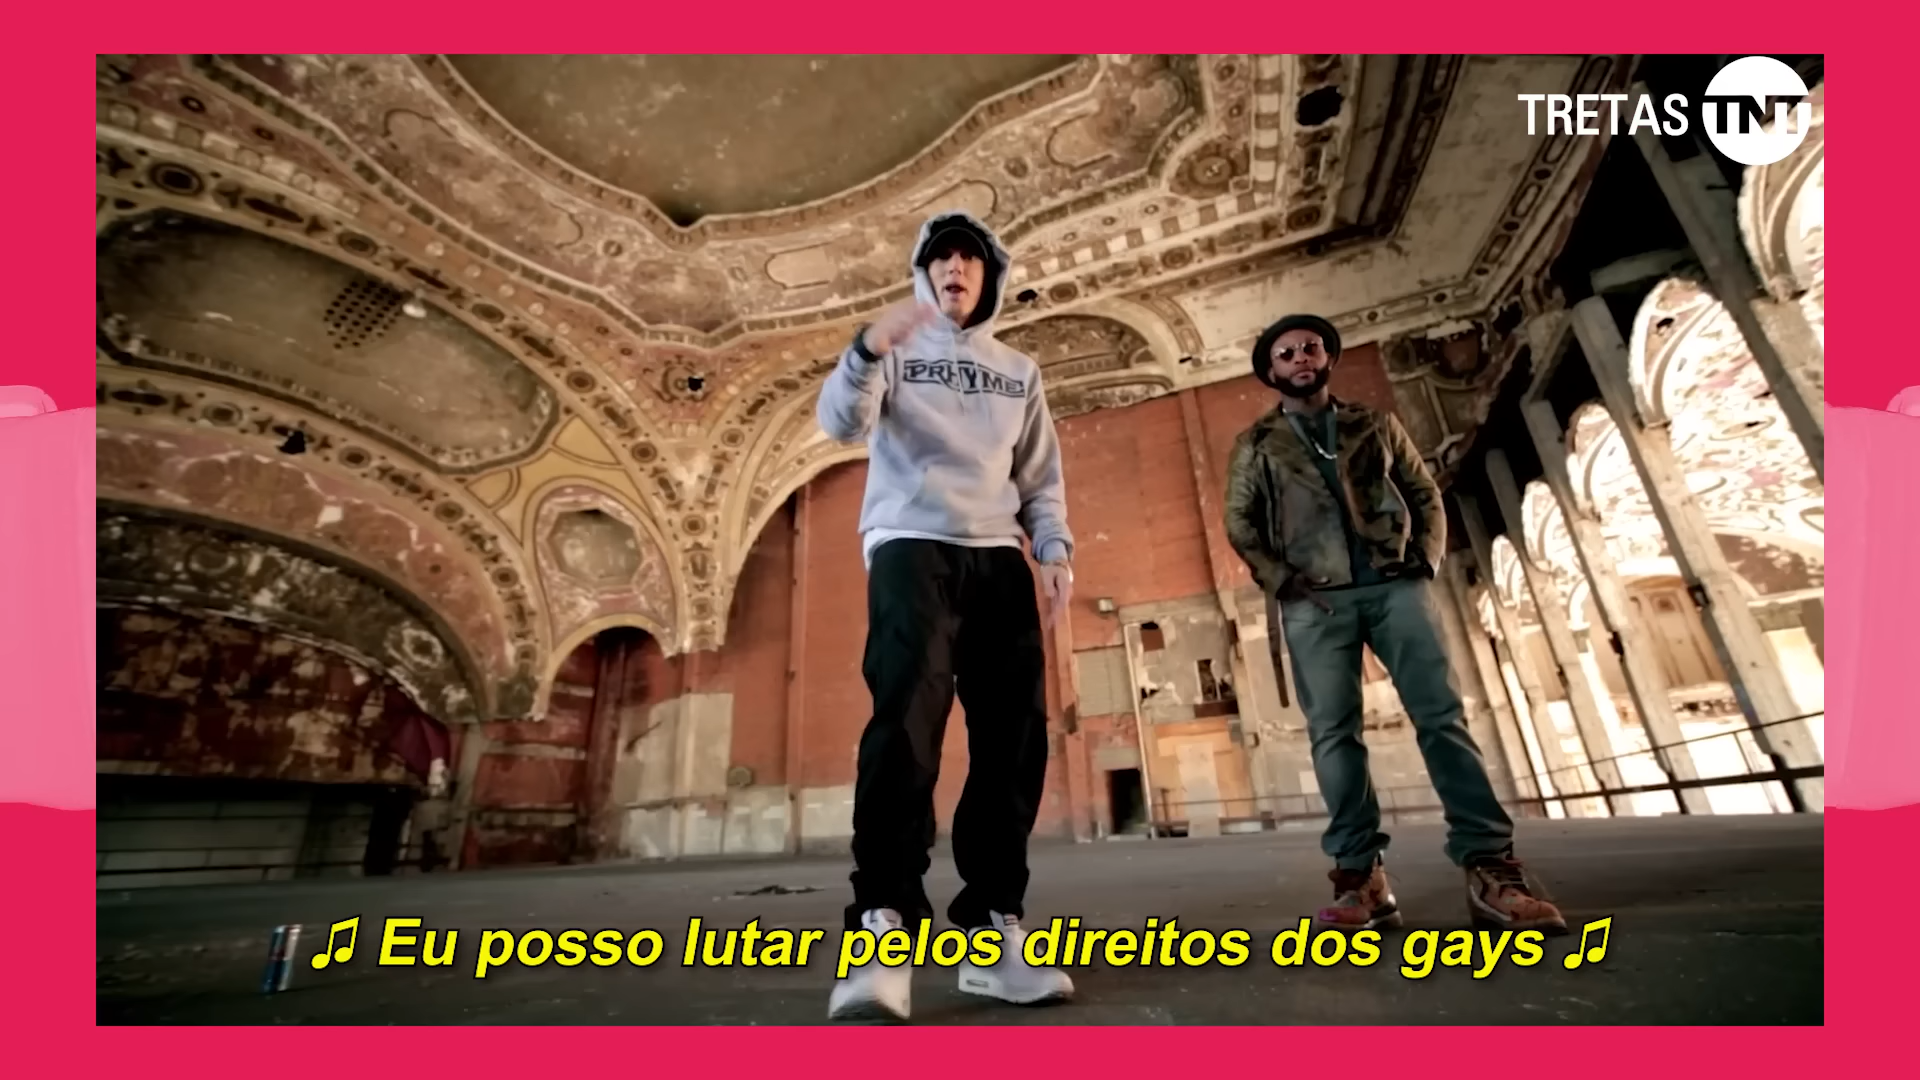 TRETAS TNT
PRHYME
♫ Eu posso lutar pelos direitos dos gays ♫